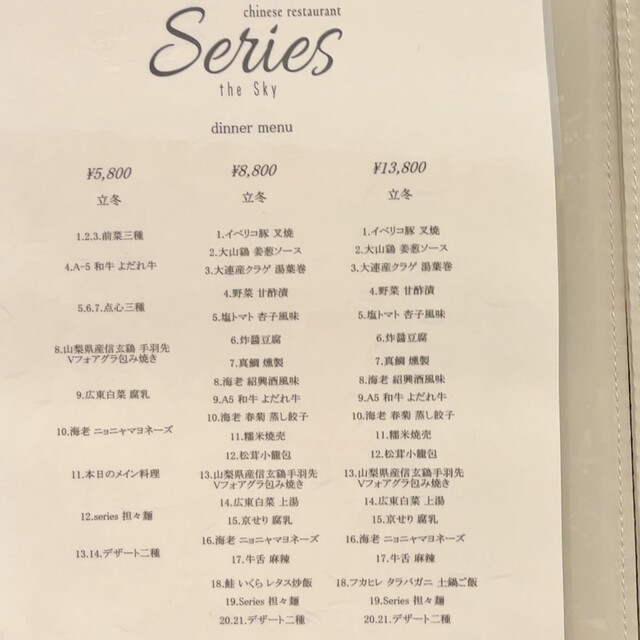 chinese restaurant
Series
the Sky
dinner menu
¥5,800
立冬
1.2.3.前菜三種
4.A-5 和牛 よだれ牛
5.6.7.点心三種
8.山梨県産信玄鶏 手羽先
Vフォアグラ包み焼き
9.広東白菜 腐乳
10.海老 ニョニャマヨネーズ
11.本日のメイン料理
12.series 担々麺
13.14.デザート二種
¥8,800
立冬
1.イベリコ豚 叉焼
2.大山鶏 姜葱ソース
3.大連産クラゲ 湯葉巻
4.野菜 甘酢漬
5.塩トマト 杏子風味
6.炸醤豆腐
7.真鯛 燻製
8.海老 紹興酒風味
9.A5 和牛 よだれ牛
10.海老 春菊 蒸し餃子
11.糯米焼売
12.松茸小籠包
13.山梨県産信玄鶏手羽先
Vフォアグラ包み焼き
14.広東白菜 上湯
15.京せり 腐乳
16.海老 ニョニャマヨネーズ
17.牛舌 麻辣
18.鮭 いくら レタス炒飯
19.Series 担々麺
20.21.デザート二種
¥13,800
立冬
1.イベリコ豚 叉焼
2.大山鶏 姜葱ソース
3.大連産クラゲ 湯葉巻
4.野菜 甘酢漬
5.塩トマト 杏子風味
6.炸醤豆腐
7.真鯛 燻製
8.海老 紹興酒風味
9.A5 和牛 よだれ牛
10.海老 春菊 蒸し餃子
11.糯米焼売
12.松茸小籠包
13.山梨県産信玄鶏手羽先
Vフォアグラ包み焼き
14.広東白菜 上湯
15.京せり 腐乳
16.海老 ニョニャマヨネーズ
17.牛舌 麻辣
18.フカヒレ タラバガニ 土鍋ご飯
19.Series 担々麺
20.21.デザート二種